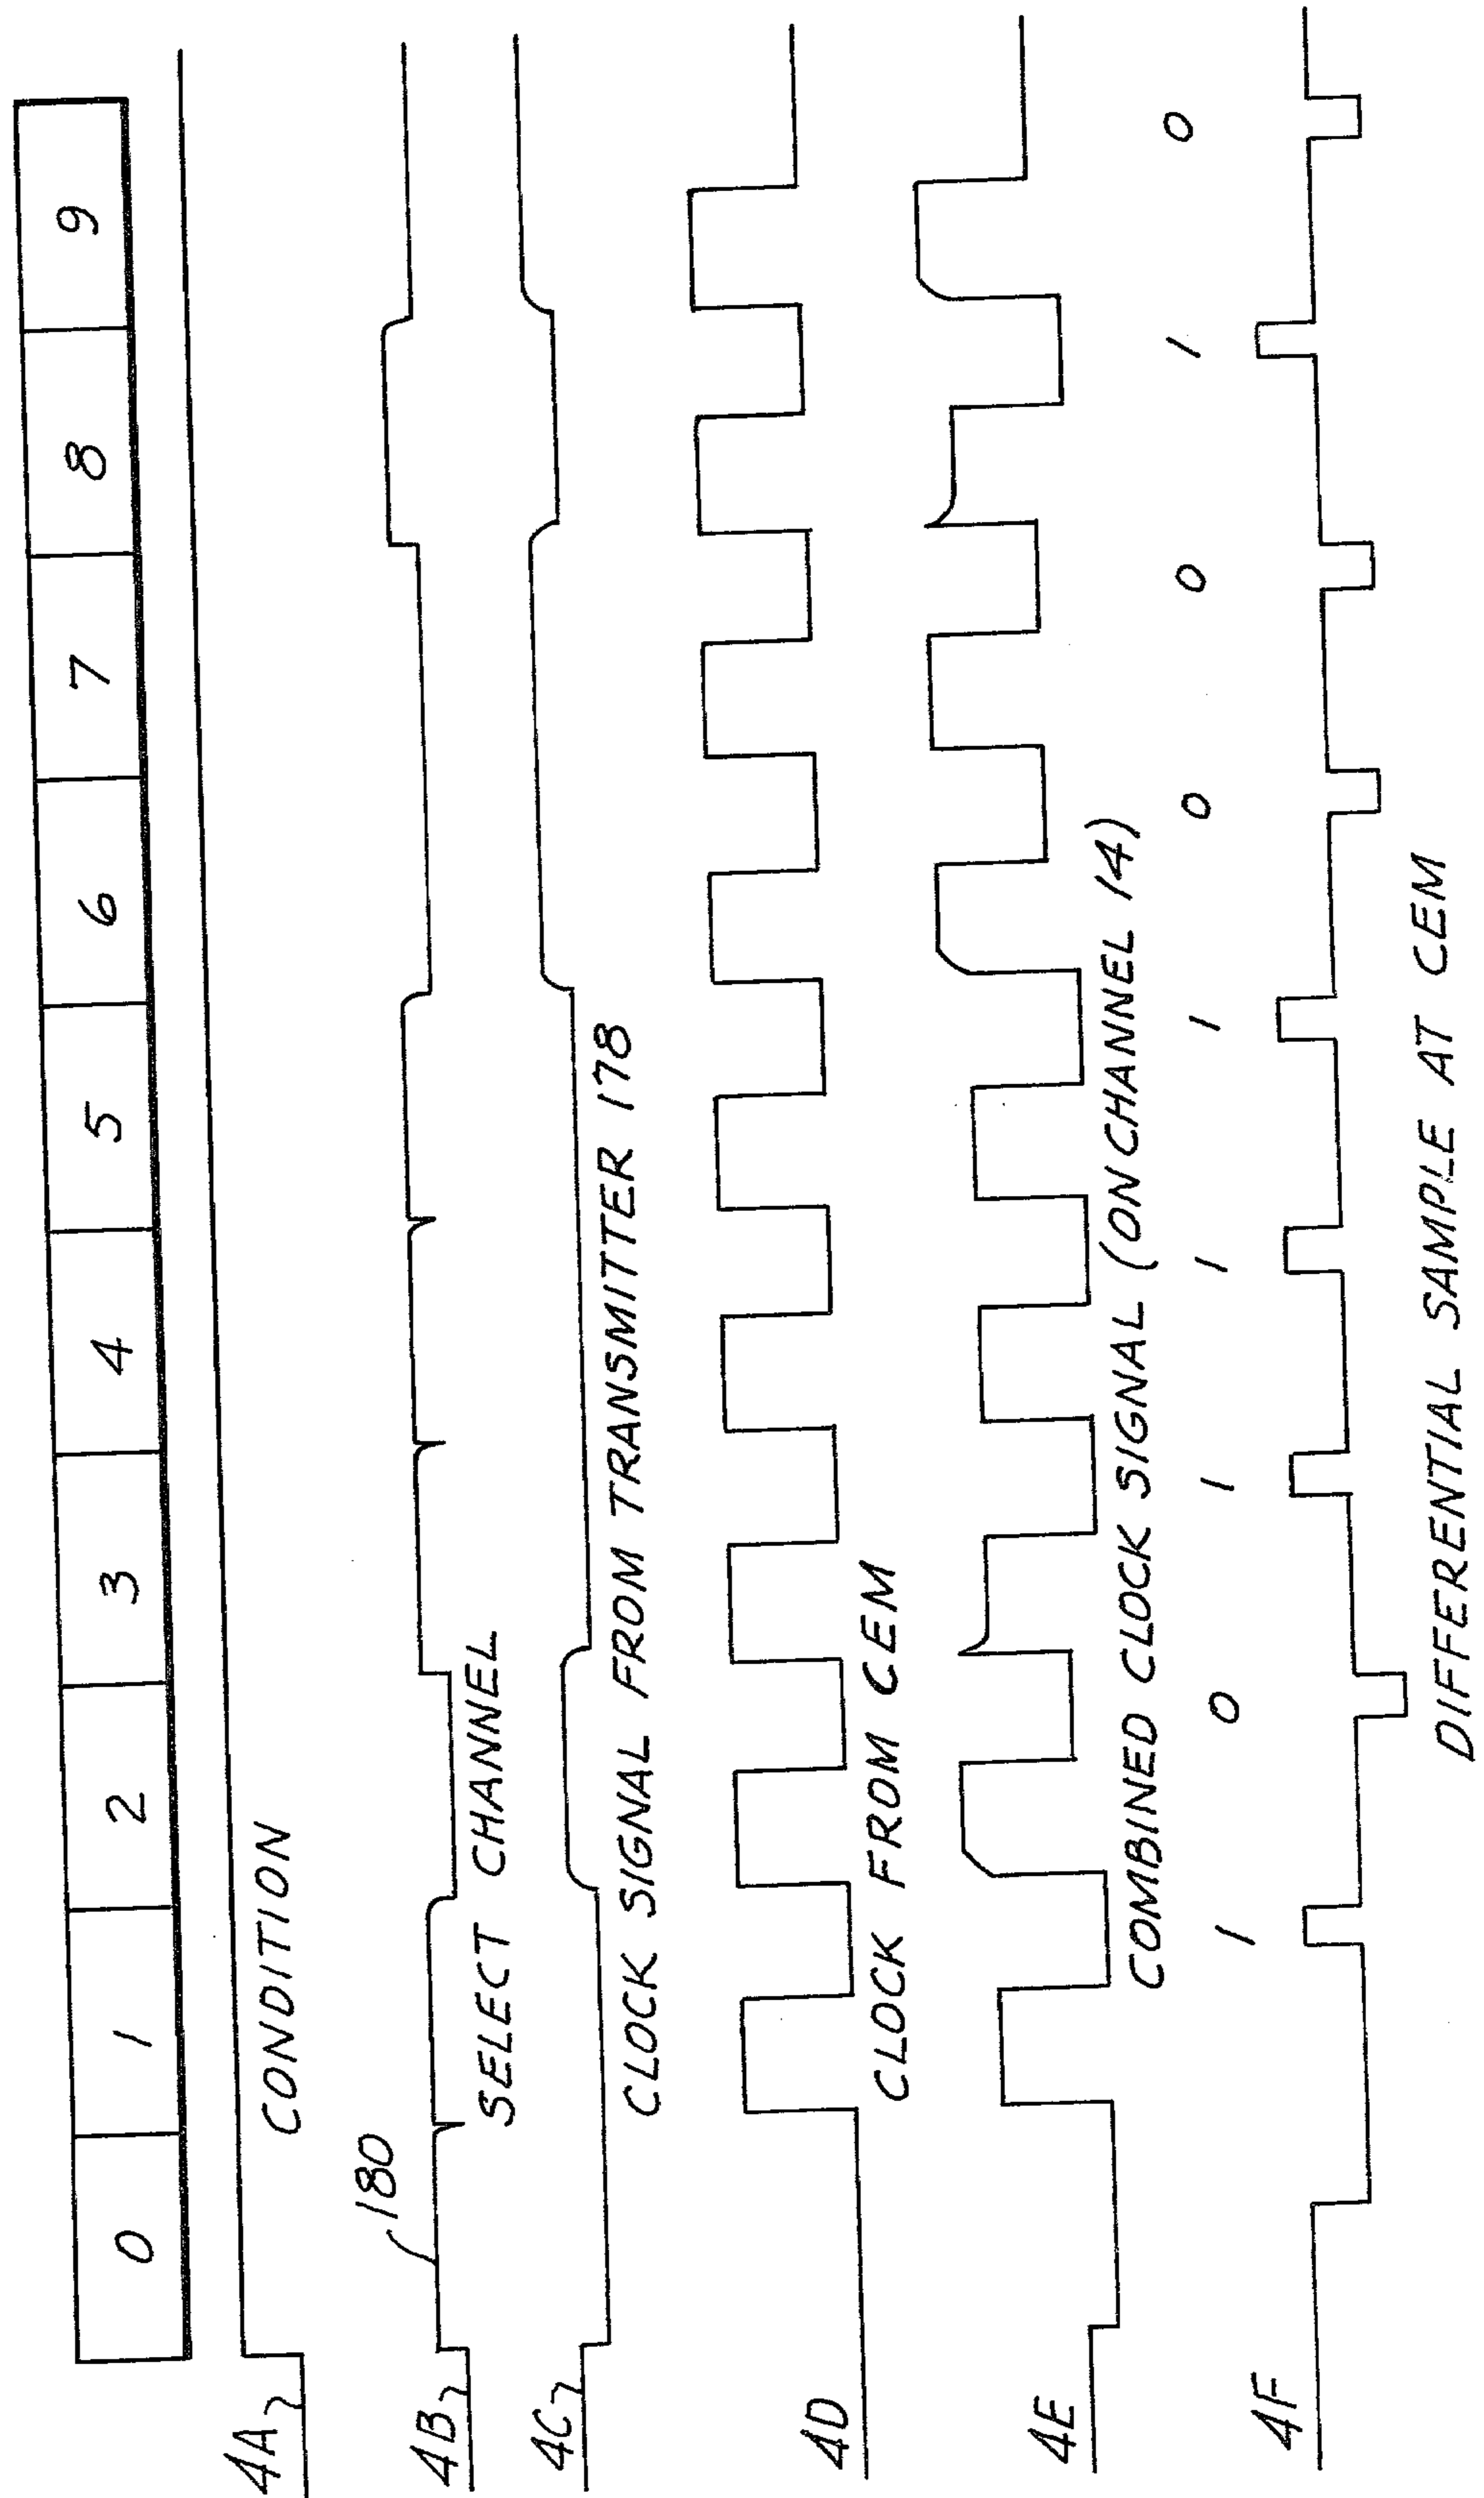 0 1 2 3 4 5 6 7 8 9
4A
CONDITION
180
4B
SELECT CHANNEL
4C
CLOCK SIGNAL FROM TRANSMITTER 178
4D
CLOCK FROM CEM
4E
COMBINED CLOCK SIGNAL (ON CHANNEL 14)
1 0 1 1 1 0 0 1 0
4F
DIFFERENTIAL SAMPLE AT CEM